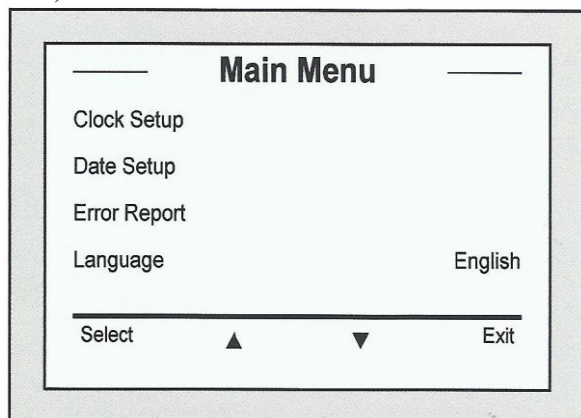 Main Menu
Clock Setup
Date Setup
Error Report
Language English
Select ▲ ▼ Exit